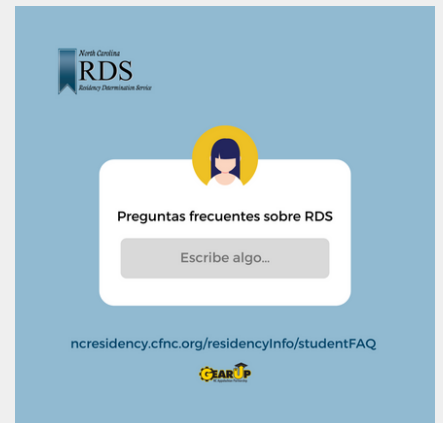 North Carolina
RDS
Residency Determination Service
Preguntas frecuentes sobre RDS
Escribe algo...
ncresidency.cfnc.org/residencyInfo/studentFAQ
GEAR UP